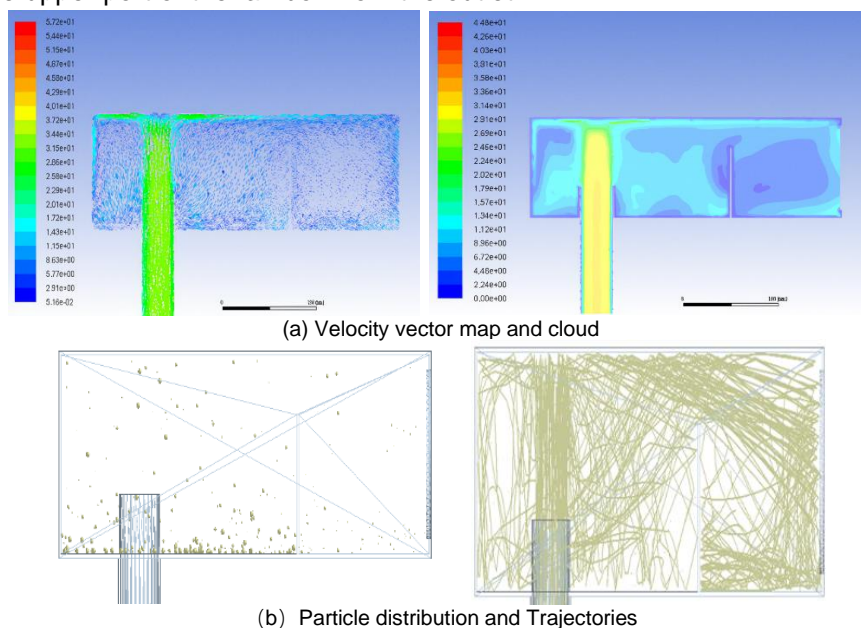 upper part of the
5.72e+01
5.44e+01
5.15e+01
4.87e+01
4.58e+01
4.29e+01
4.01e+01
3.72e+01
3.44e+01
3.15e+01
2.86e+01
2.58e+01
2.29e+01
2.01e+01
1.72e+01
1.43e+01
1.15e+01
8.63e+00
5.77e+00
2.91e+00
5.16e-02
0
4.48e+01
4.26e+01
4.03e+01
3.81e+01
3.58e+01
3.36e+01
3.14e+01
2.91e+01
2.69e+01
2.46e+01
2.24e+01
2.02e+01
1.79e+01
1.57e+01
1.34e+01
1.12e+01
8.96e+00
6.72e+00
4.48e+00
2.24e+00
0.00e+00
0
(a) Velocity vector map and cloud
（b）Particle distribution and Trajectories